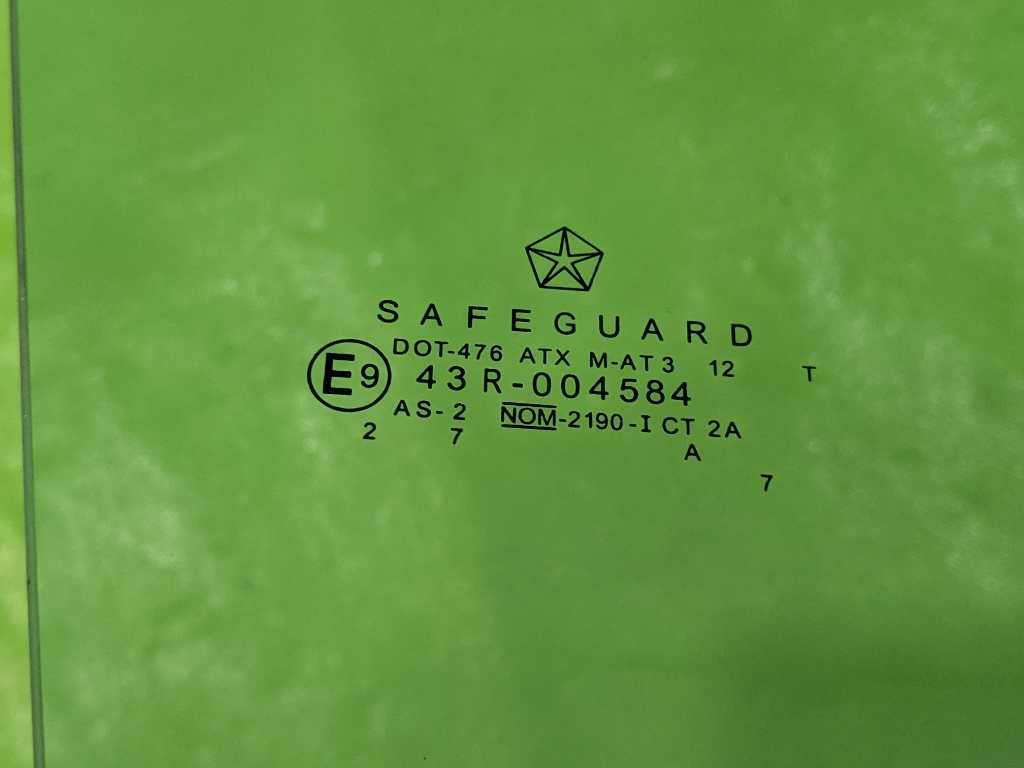 SAFEGUARD
DOT-476 ATX M-AT3 12 T
E9 43R-004584
AS-2 NOM-2190-I CT 2A
2 7 A
7